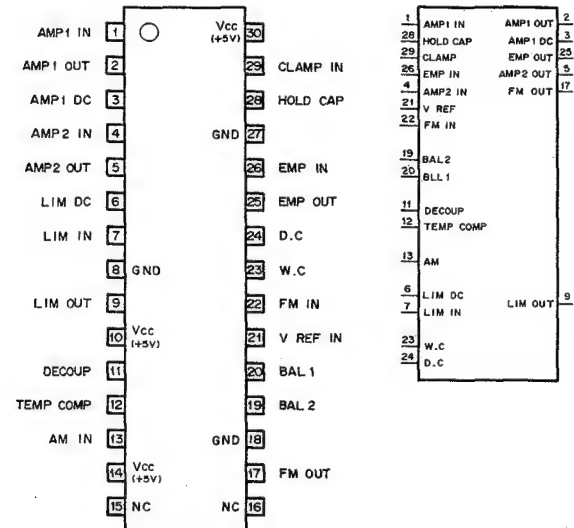 AMP1 IN 1
AMP1 OUT 2
AMP1 DC 3
AMP2 IN 4
AMP2 OUT 5
LIM DC 6
LIM IN 7
8 GND
LIM OUT 9
10 Vcc (+5V)
DECOUP 11
TEMP COMP 12
AM IN 13
14 Vcc (+5V)
15 NC
Vcc (+5V) 30
29 CLAMP IN
28 HOLD CAP
GND 27
26 EMP IN
25 EMP OUT
24 D.C
23 W.C
22 FM IN
21 V REF IN
20 BAL 1
19 BAL 2
GND 18
17 FM OUT
NC 16
1 AMP1 IN
28 HOLD CAP
29 CLAMP
26 EMP IN
4 AMP2 IN
21 V REF
22 FM IN
19 BAL2
20 BLL1
11 DECOUP
12 TEMP COMP
13 AM
6 LIM DC
7 LIM IN
23 W.C
24 D.C
AMP1 OUT 2
AMP1 DC 3
EMP OUT 25
AMP2 OUT 5
FM OUT 17
LIM OUT 9